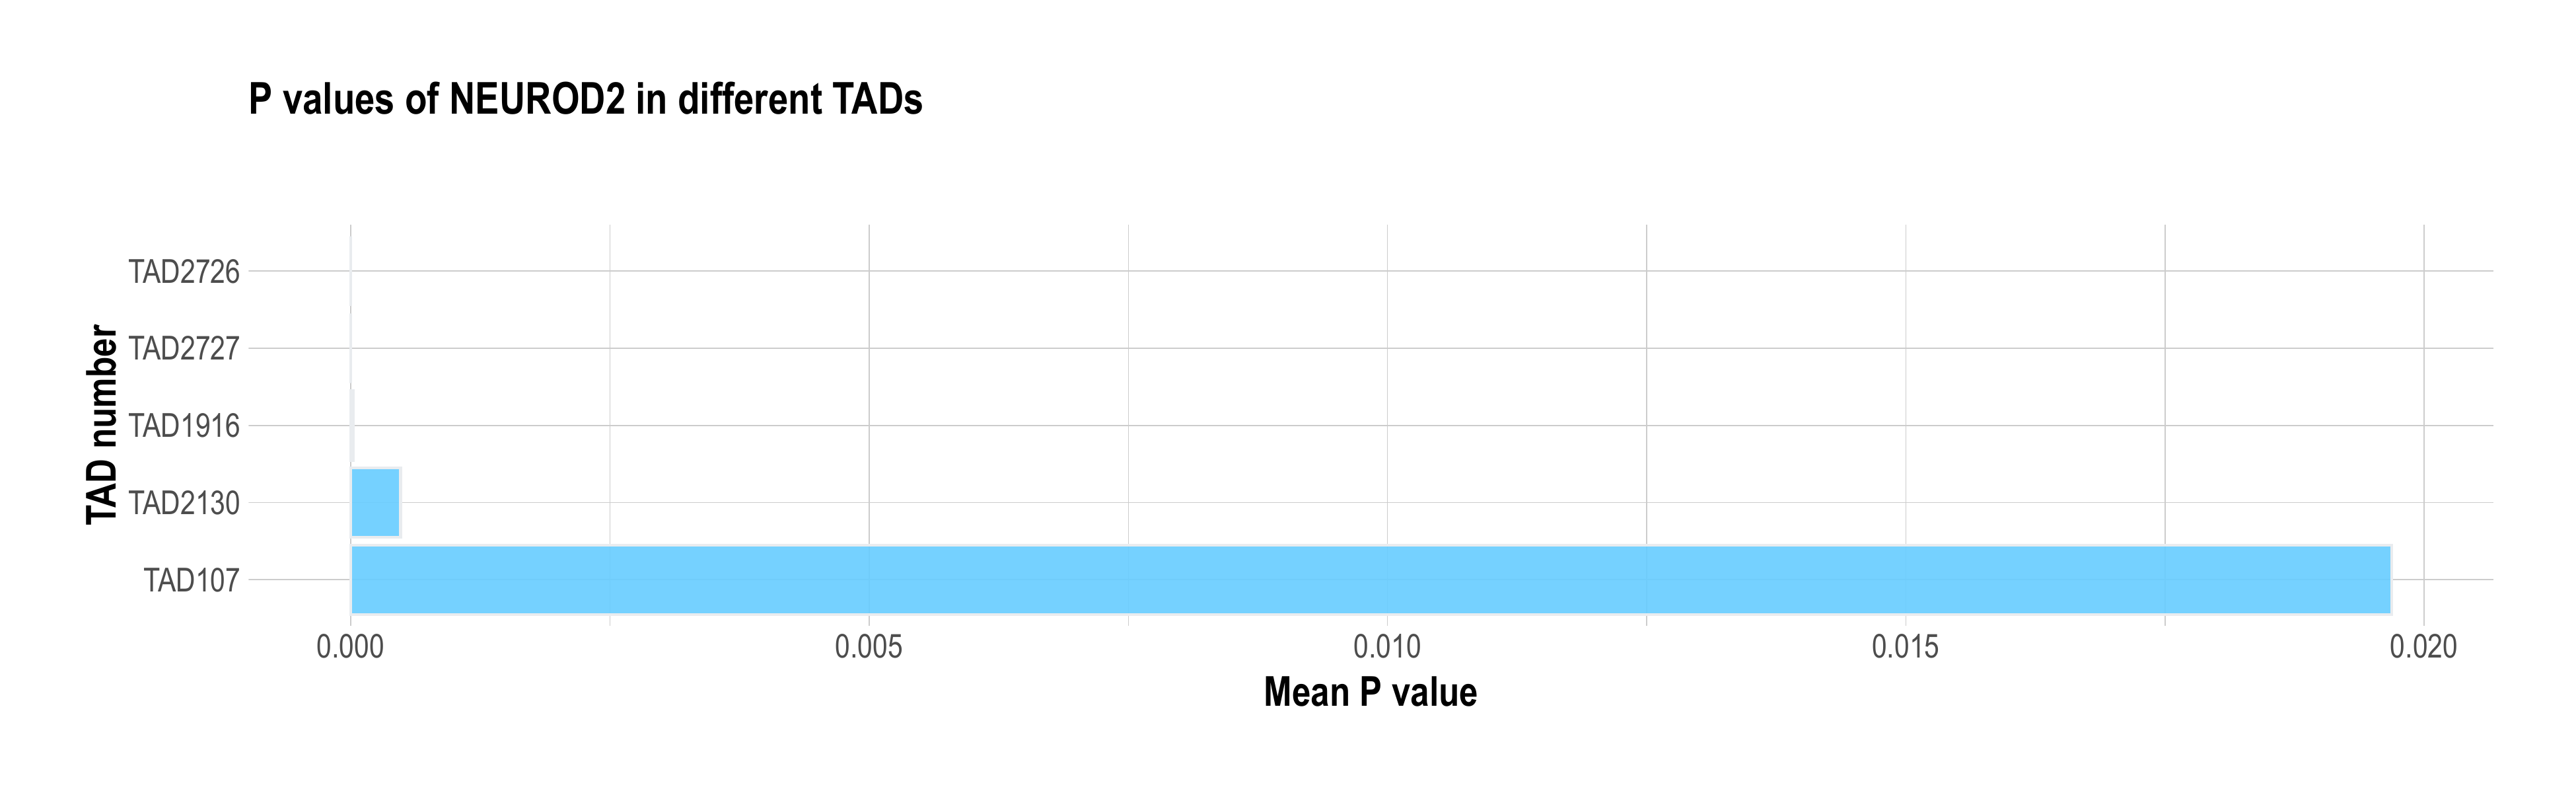 P values of NEUROD2 in different TADs
TAD number
TAD2726
TAD2727
TAD1916
TAD2130
TAD107
0.000 0.005 0.010 0.015 0.020
Mean P value